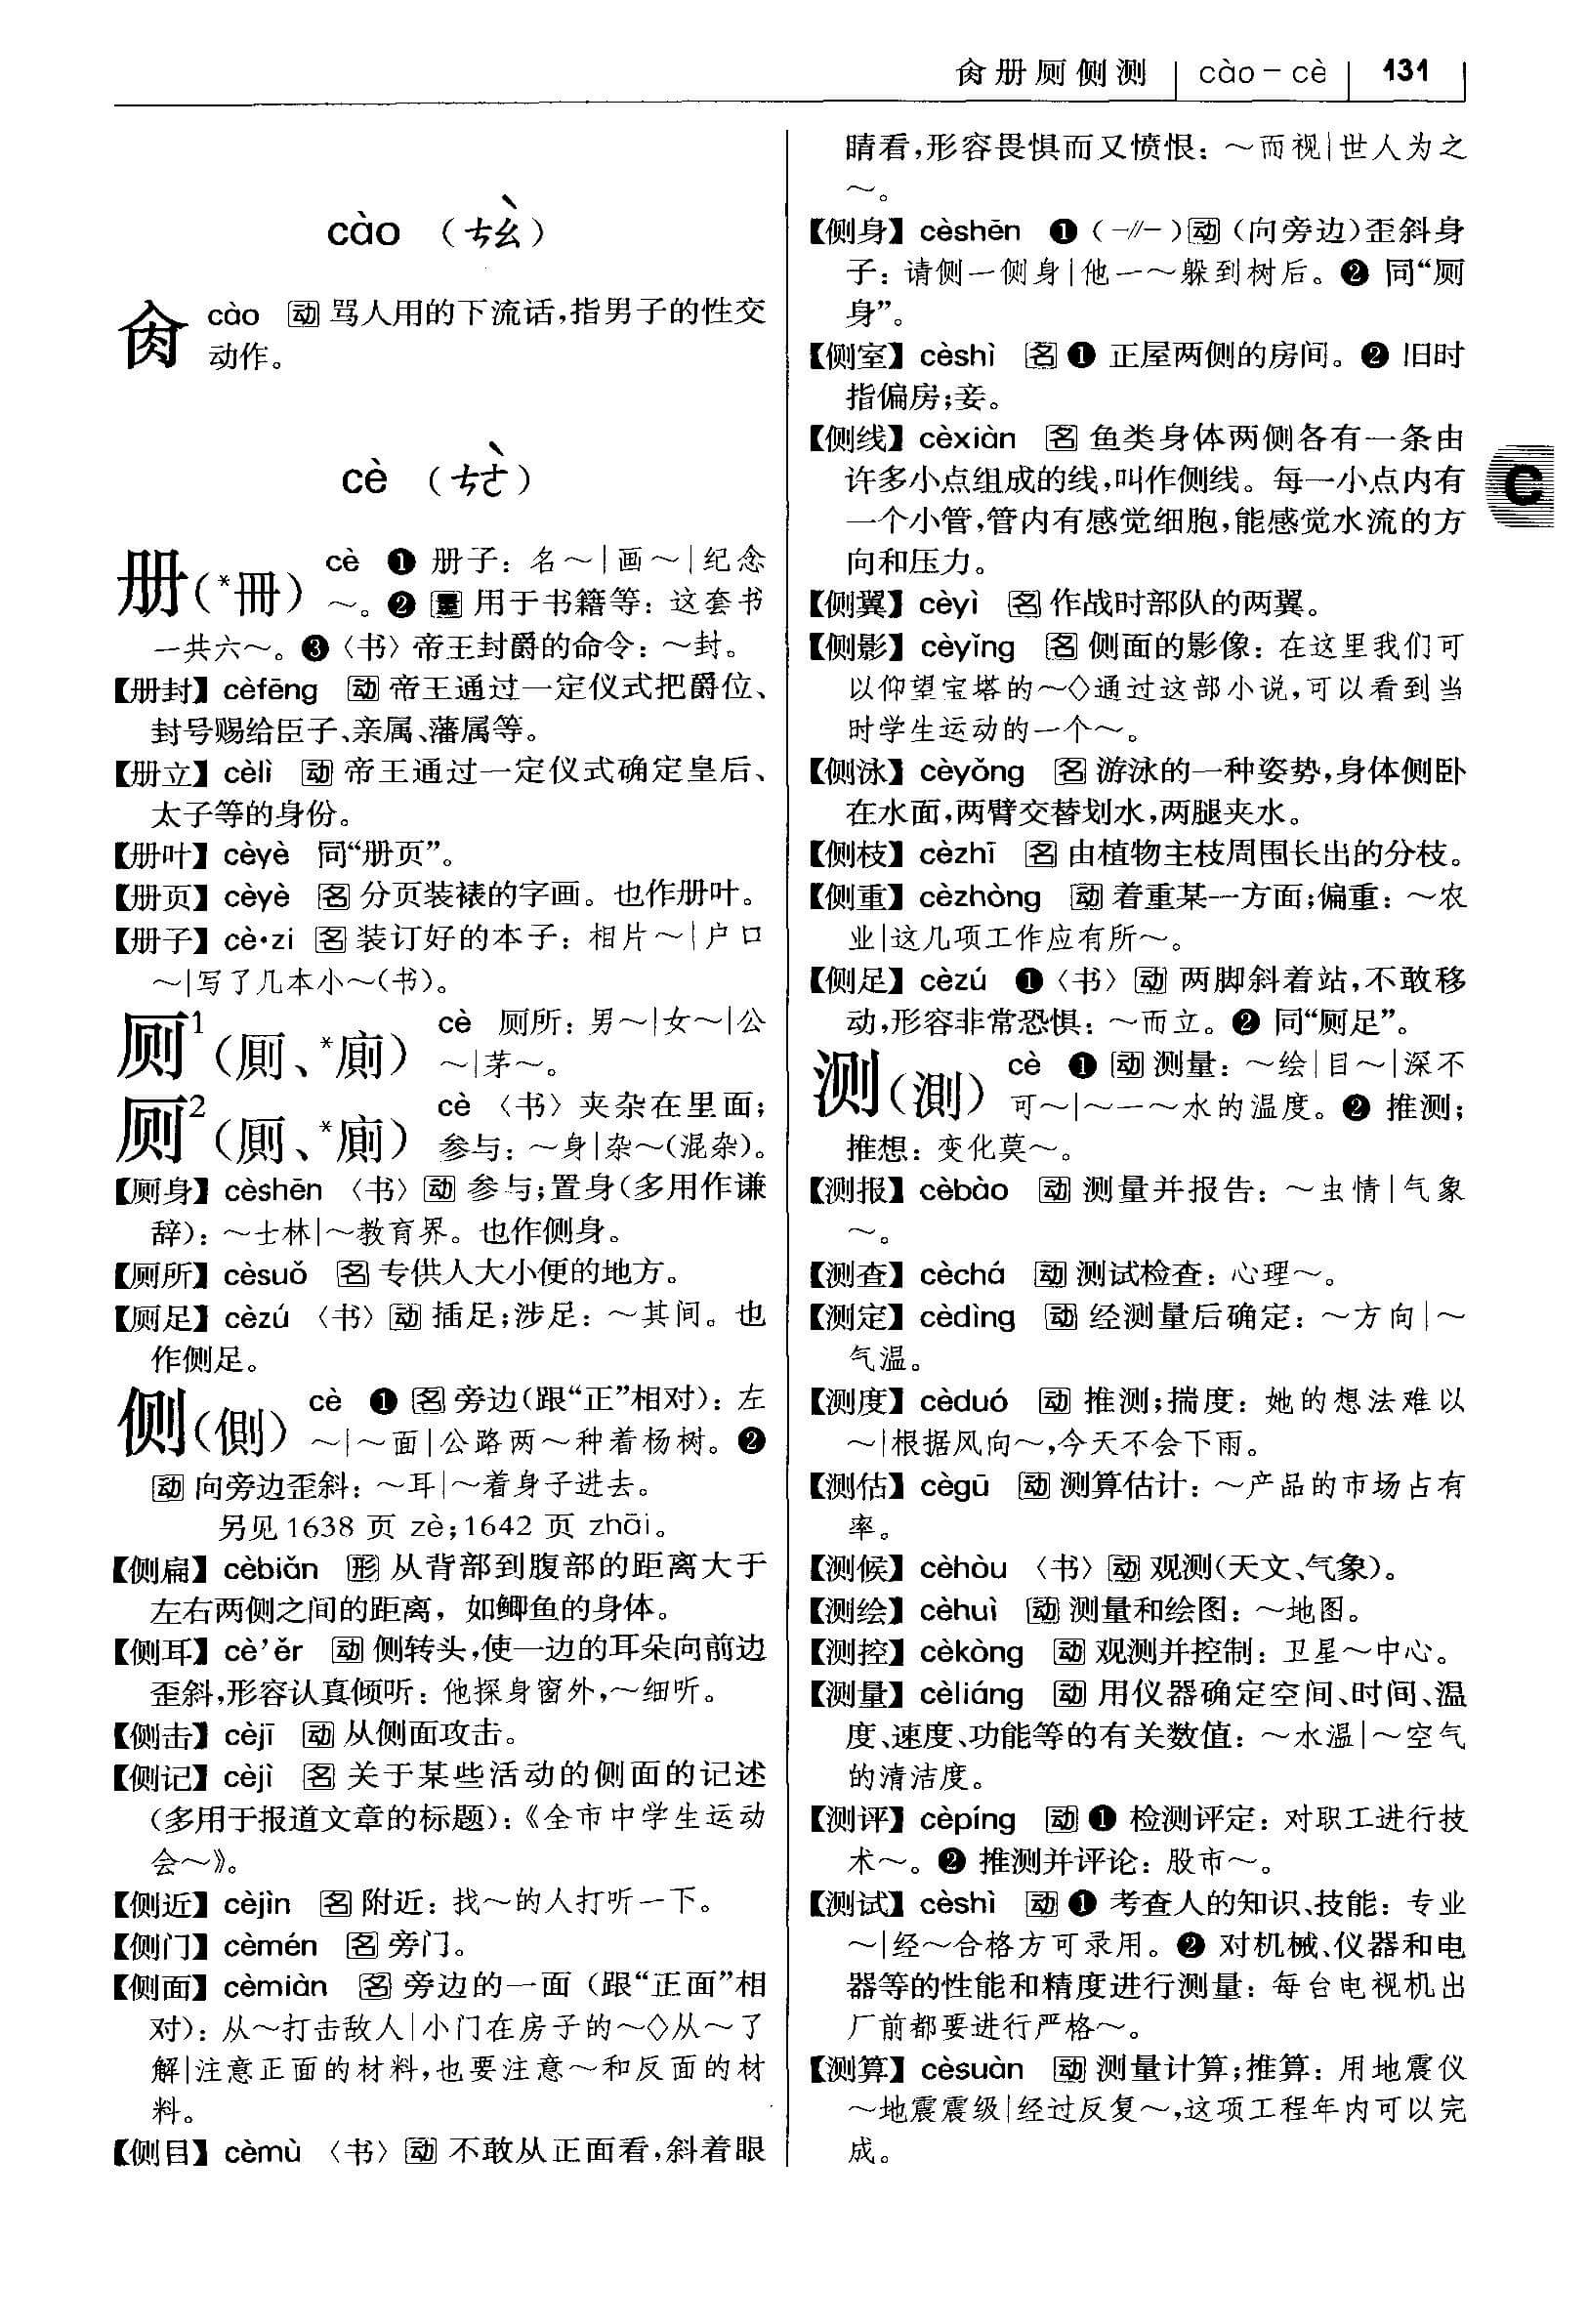 肏册厕侧测 cào－cè 131
cào （ㄘㄠˋ）
肏 cào 动 骂人用的下流话，指男子的性交
动作。
cè （ㄘㄜˋ）
册（*冊） cè ❶ 册子：名～|画～|纪念
～。❷ 量 用于书籍等：这套书
一共六～。❸〈书〉帝王封爵的命令：～封。
【册封】cèfēng 动 帝王通过一定仪式把爵位、
封号赐给臣子、亲属、藩属等。
【册立】cèlì 动 帝王通过一定仪式确定皇后、
太子等的身份。
【册叶】cèyè 同“册页”。
【册页】cèyè 名 分页装裱的字画。也作册叶。
【册子】cè·zi 名 装订好的本子：相片～|户口
～|写了几本小～（书）。
厕¹（厠、*廁） cè 厕所：男～|女～|公
～|茅～。
厕²（厠、*廁） cè 〈书〉夹杂在里面；
参与：～身|杂～（混杂）。
【厕身】cèshēn 〈书〉动 参与；置身（多用作谦
辞）：～士林|～教育界。也作侧身。
【厕所】cèsuǒ 名 专供人大小便的地方。
【厕足】cèzú 〈书〉动 插足；涉足：～其间。也
作侧足。
侧（側） cè ❶ 名 旁边（跟“正”相对）：左
～|～面|公路两～种着杨树。❷
动 向旁边歪斜：～耳|～着身子进去。
另见1638 页 zè；1642 页 zhāi。
【侧扁】cèbiǎn 形 从背部到腹部的距离大于
左右两侧之间的距离，如鲫鱼的身体。
【侧耳】cè’ěr 动 侧转头，使一边的耳朵向前边
歪斜，形容认真倾听：他探身窗外，～细听。
【侧击】cèjī 动 从侧面攻击。
【侧记】cèjì 名 关于某些活动的侧面的记述
（多用于报道文章的标题）：《全市中学生运动
会～》。
【侧近】cèjìn 名 附近：找～的人打听一下。
【侧门】cèmén 名 旁门。
【侧面】cèmiàn 名 旁边的一面（跟“正面”相
对）：从～打击敌人|小门在房子的～◇从～了
解|注意正面的材料，也要注意～和反面的材
料。
【侧目】cèmù 〈书〉动 不敢从正面看，斜着眼
睛看，形容畏惧而又愤恨：～而视|世人为之
～。
【侧身】cèshēn ❶（-//-）动（向旁边）歪斜身
子：请侧一侧身|他一～躲到树后。❷ 同“厕
身”。
【侧室】cèshì 名 ❶ 正屋两侧的房间。❷ 旧时
指偏房；妾。
【侧线】cèxiàn 名 鱼类身体两侧各有一条由
许多小点组成的线，叫作侧线。每一小点内有
一个小管，管内有感觉细胞，能感觉水流的方
向和压力。
C
【侧翼】cèyì 名 作战时部队的两翼。
【侧影】cèyǐng 名 侧面的影像：在这里我们可
以仰望宝塔的～◇通过这部小说，可以看到当
时学生运动的一个～。
【侧泳】cèyǒng 名 游泳的一种姿势，身体侧卧
在水面，两臂交替划水，两腿夹水。
【侧枝】cèzhī 名 由植物主枝周围长出的分枝。
【侧重】cèzhòng 动 着重某一方面；偏重：～农
业|这几项工作应有所～。
【侧足】cèzú ❶〈书〉动 两脚斜着站，不敢移
动，形容非常恐惧：～而立。❷ 同“厕足”。
测（測） cè ❶ 动 测量：～绘|目～|深不
可～|～一～水的温度。❷ 推测；
推想：变化莫～。
【测报】cèbào 动 测量并报告：～虫情|气象
～。
【测查】cèchá 动 测试检查：心理～。
【测定】cèdìng 动 经测量后确定：～方向|～
气温。
【测度】cèduó 动 推测；揣度：她的想法难以
～|根据风向～，今天不会下雨。
【测估】cègū 动 测算估计：～产品的市场占有
率。
【测候】cèhòu 〈书〉动 观测（天文、气象）。
【测绘】cèhuì 动 测量和绘图：～地图。
【测控】cèkòng 动 观测并控制：卫星～中心。
【测量】cèliáng 动 用仪器确定空间、时间、温
度、速度、功能等的有关数值：～水温|～空气
的清洁度。
【测评】cèpíng 动 ❶ 检测评定：对职工进行技
术～。❷ 推测并评论：股市～。
【测试】cèshì 动 ❶ 考查人的知识、技能：专业
～|经～合格方可录用。❷ 对机械、仪器和电
器等的性能和精度进行测量：每台电视机出
厂前都要进行严格～。
【测算】cèsuàn 动 测量计算；推算：用地震仪
～地震震级|经过反复～，这项工程年内可以完
成。